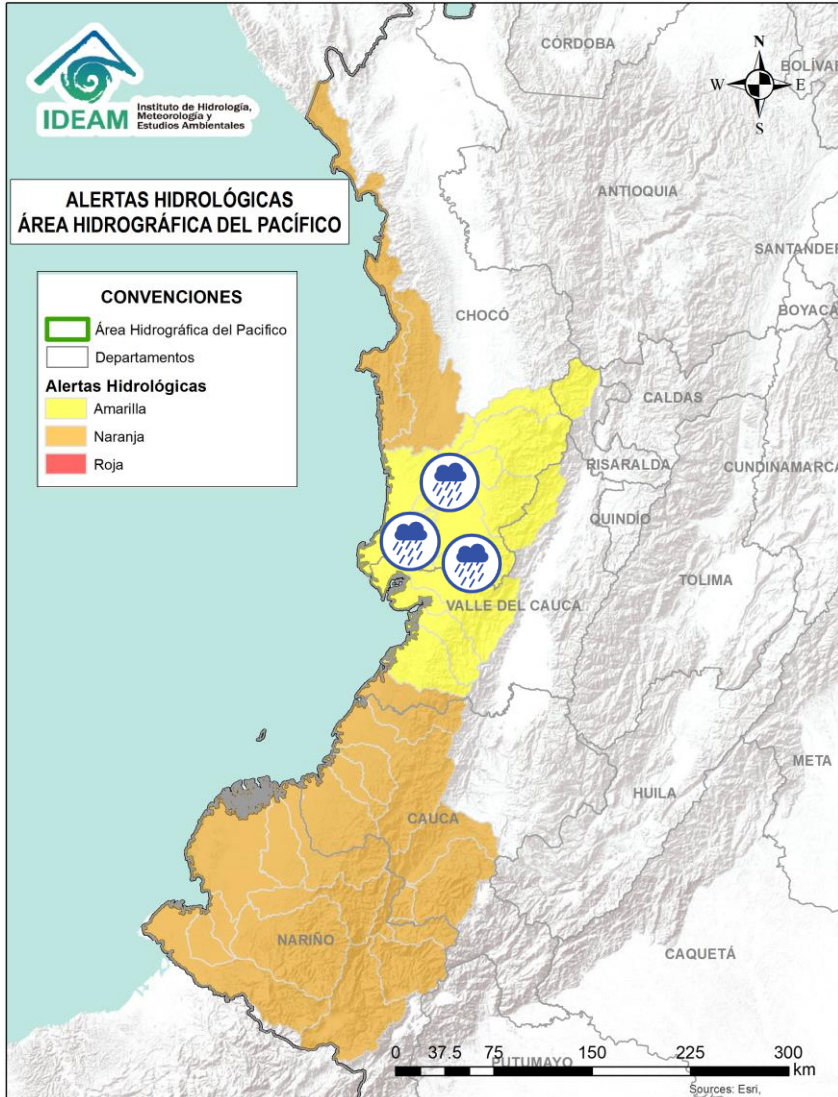 IDEAM
Instituto de Hidrología,
Meteorología y
Estudios Ambientales
ALERTAS HIDROLÓGICAS
ÁREA HIDROGRÁFICA DEL PACÍFICO
CONVENCIONES
Área Hidrográfica del Pacifico
Departamentos
Alertas Hidrológicas
Amarilla
Naranja
Roja
N
W
E
S
CÓRDOBA
BOLÍVAR
ANTIOQUIA
SANTANDER
BOYACÁ
CHOCÓ
CALDAS
RISARALDA
CUNDINAMARCA
QUINDÍO
TOLIMA
VALLE DEL CAUCA
META
HUILA
CAUCA
NARIÑO
CAQUETÁ
PUTUMAYO
0 37.5 75 150 225 300
km
Sources: Esri,